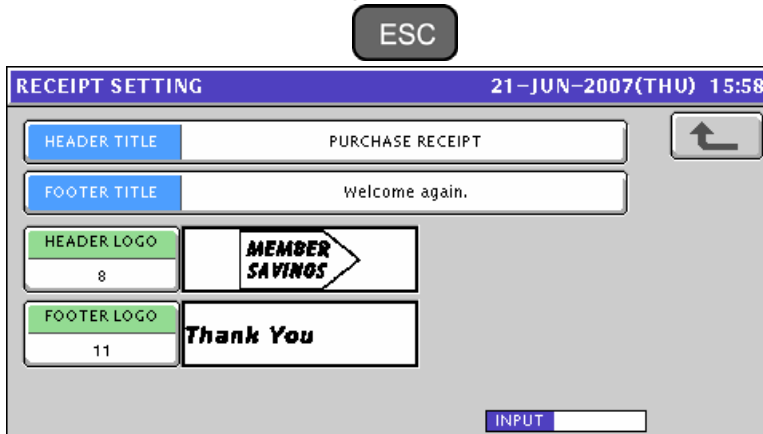 ESC
RECEIPT SETTING 21-JUN-2007(THU) 15:58
HEADER TITLE PURCHASE RECEIPT
FOOTER TITLE Welcome again.
HEADER LOGO
8
MEMBER
SAVINGS
FOOTER LOGO
11
Thank You
INPUT